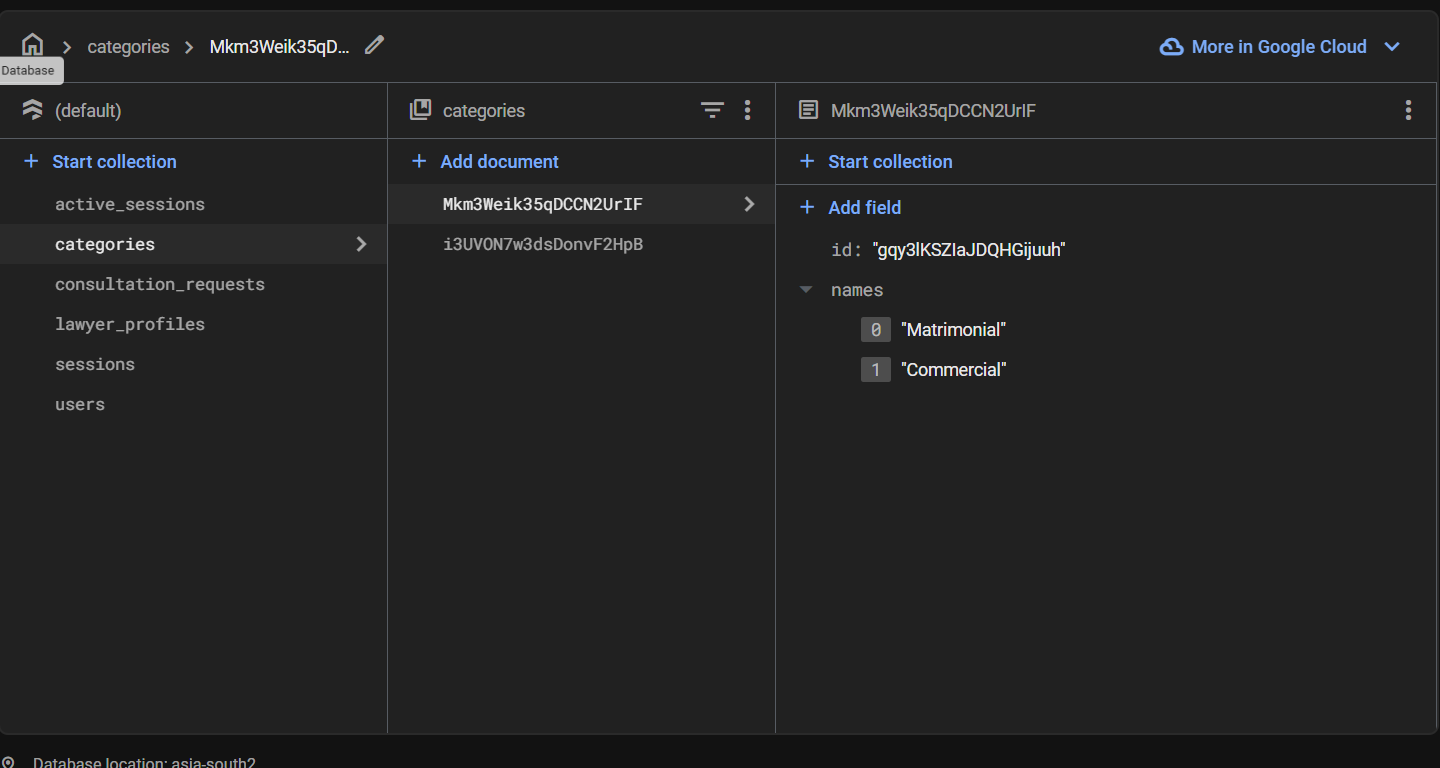 categories
Mkm3Weik35qD...
More in Google Cloud
Database
(default)
Start collection
active_sessions
categories
consultation_requests
lawyer_profiles
sessions
users
categories
Add document
Mkm3Weik35qDCCN2UrIF
i3UVON7w3dsDonvF2HpB
Mkm3Weik35qDCCN2UrIF
Start collection
Add field
id: "gqy3lKSZIaJDQHGijuuh"
names
0 "Matrimonial"
1 "Commercial"
Database location: asia-south2